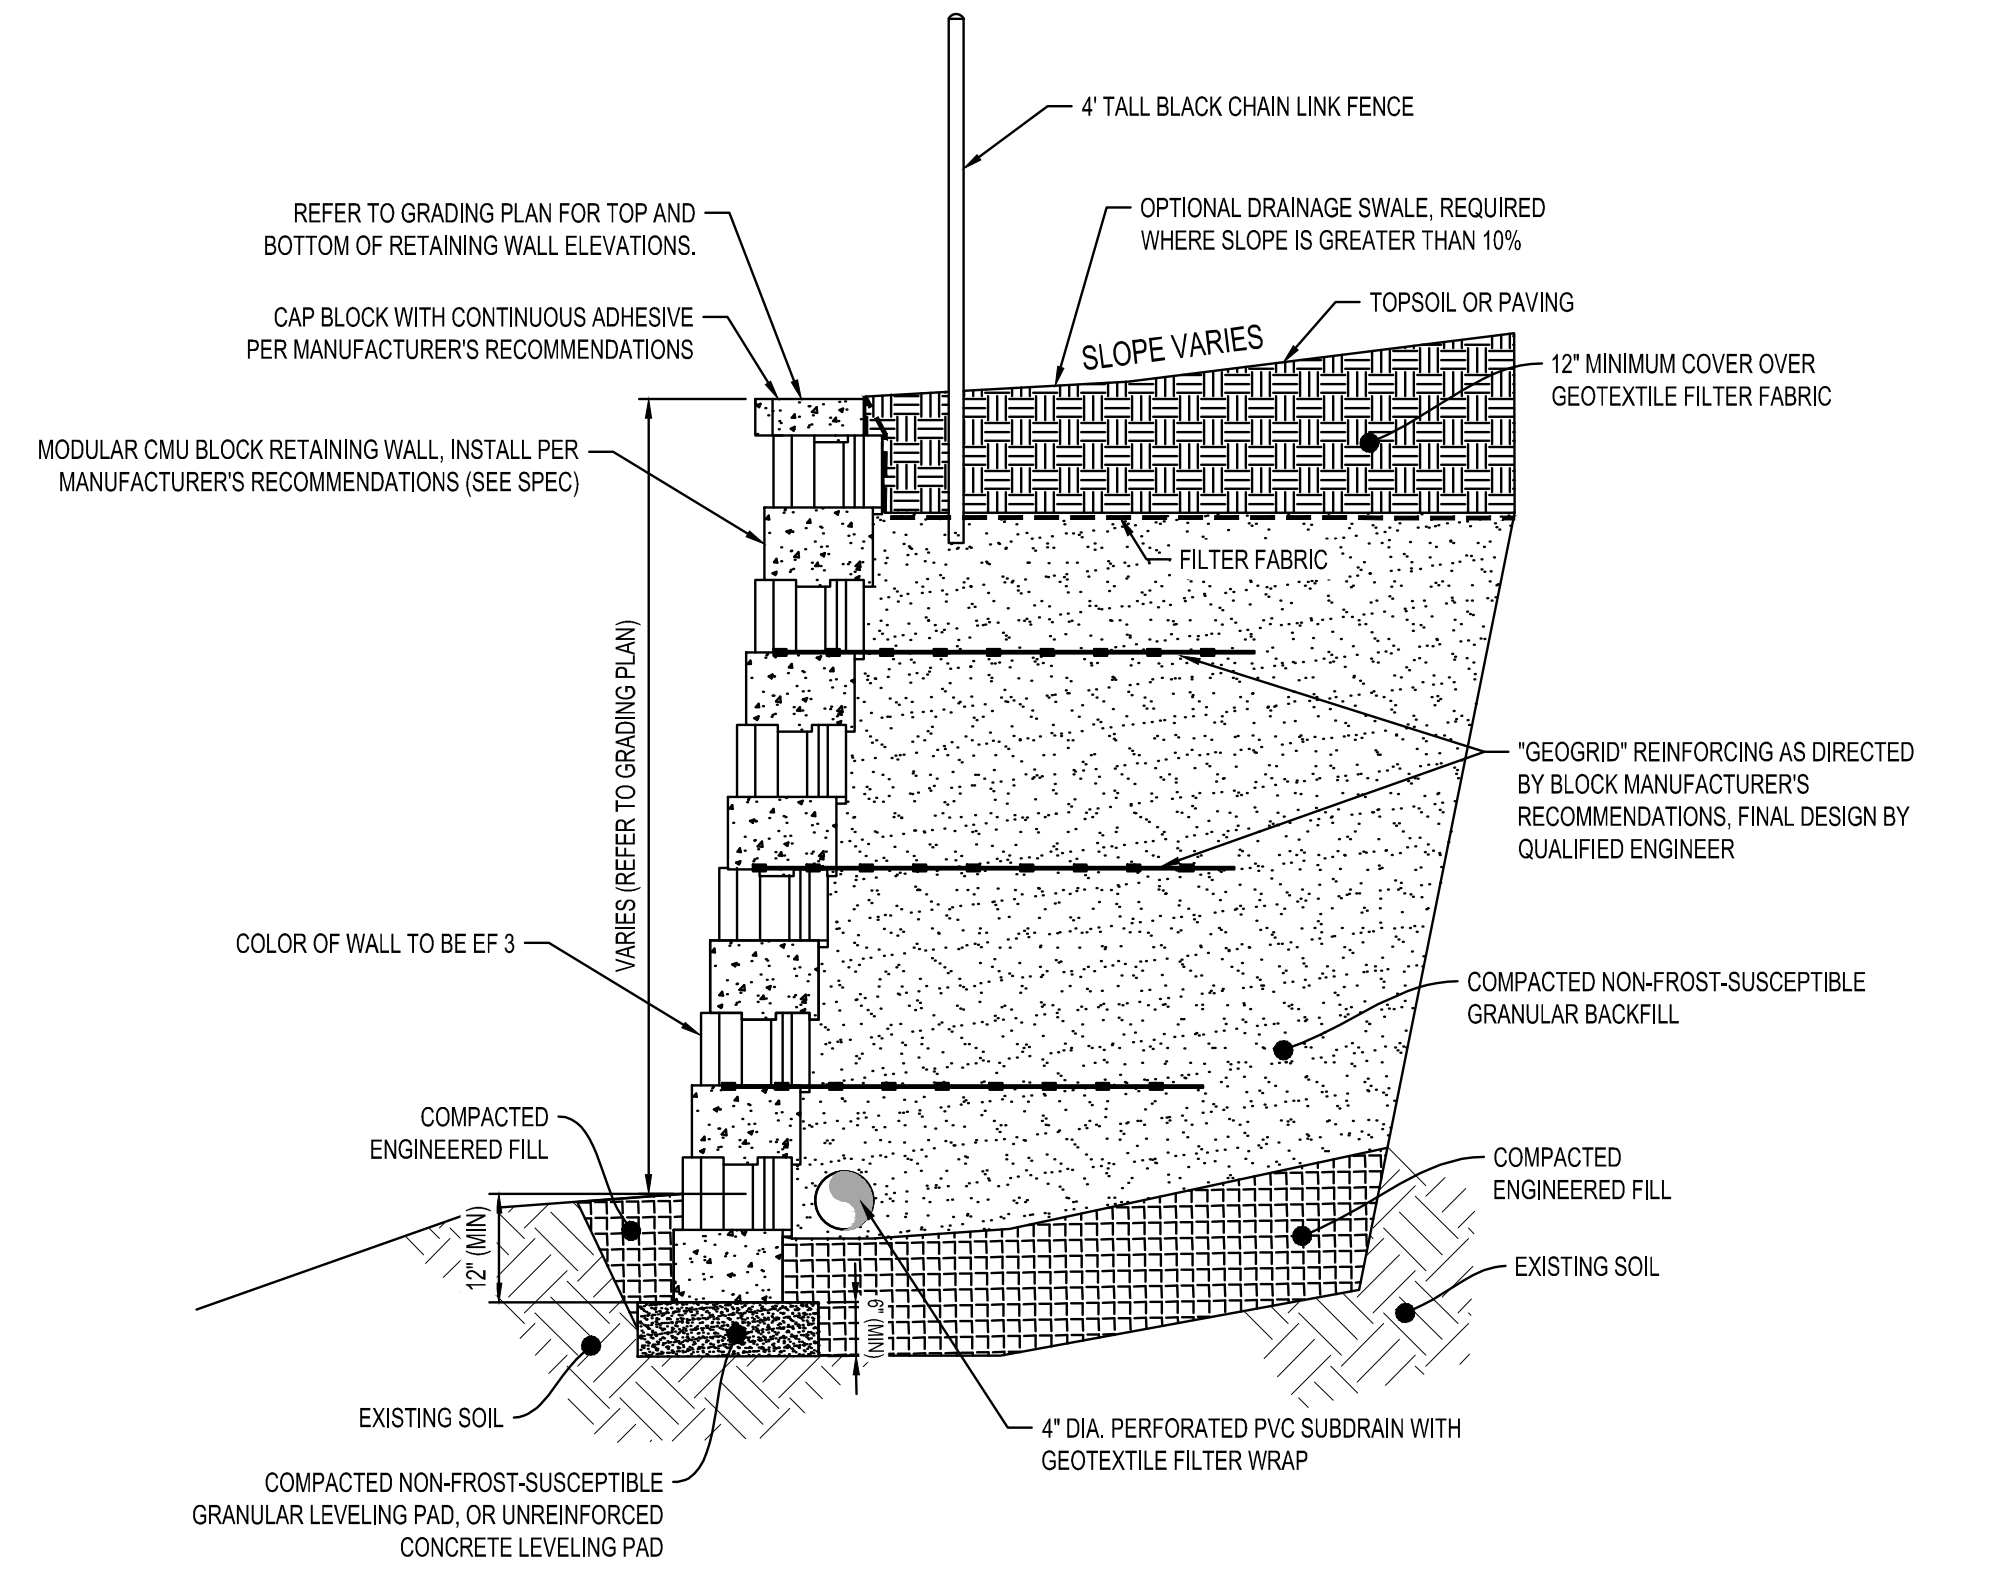 4' TALL BLACK CHAIN LINK FENCE
REFER TO GRADING PLAN FOR TOP AND
BOTTOM OF RETAINING WALL ELEVATIONS.
OPTIONAL DRAINAGE SWALE, REQUIRED
WHERE SLOPE IS GREATER THAN 10%
CAP BLOCK WITH CONTINUOUS ADHESIVE
PER MANUFACTURER'S RECOMMENDATIONS
TOPSOIL OR PAVING
SLOPE VARIES
12" MINIMUM COVER OVER
GEOTEXTILE FILTER FABRIC
MODULAR CMU BLOCK RETAINING WALL, INSTALL PER
MANUFACTURER'S RECOMMENDATIONS (SEE SPEC)
FILTER FABRIC
VARIES (REFER TO GRADING PLAN)
"GEOGRID" REINFORCING AS DIRECTED
BY BLOCK MANUFACTURER'S
RECOMMENDATIONS, FINAL DESIGN BY
QUALIFIED ENGINEER
COLOR OF WALL TO BE EF 3
COMPACTED NON-FROST-SUSCEPTIBLE
GRANULAR BACKFILL
COMPACTED
ENGINEERED FILL
COMPACTED
ENGINEERED FILL
12" (MIN)
EXISTING SOIL
6" (MIN)
EXISTING SOIL
4" DIA. PERFORATED PVC SUBDRAIN WITH
GEOTEXTILE FILTER WRAP
COMPACTED NON-FROST-SUSCEPTIBLE
GRANULAR LEVELING PAD, OR UNREINFORCED
CONCRETE LEVELING PAD